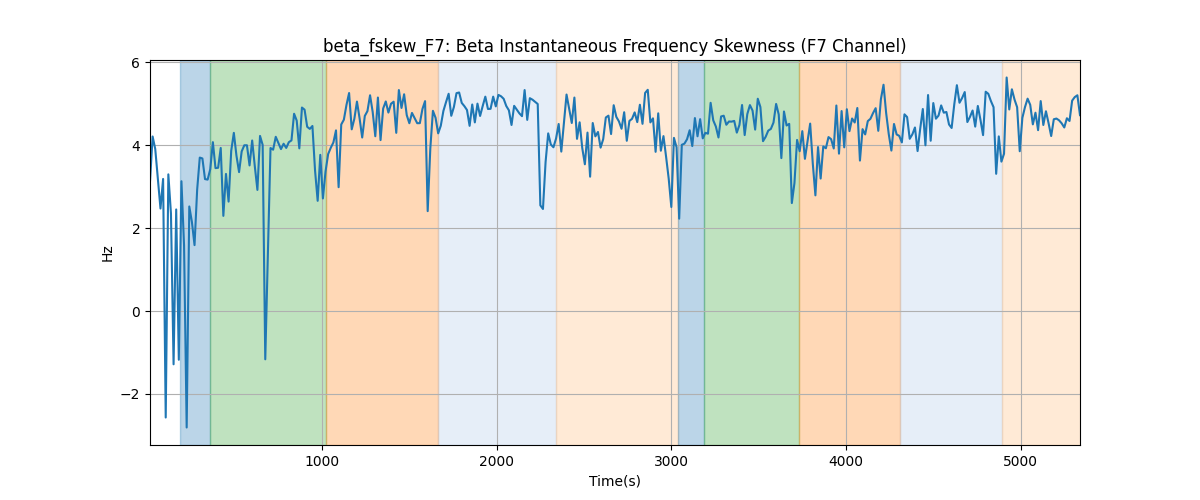 beta_fskew_F7: Beta Instantaneous Frequency Skewness (F7 Channel)
6
4
2
0
−2
Hz
1000 2000 3000 4000 5000
Time(s)